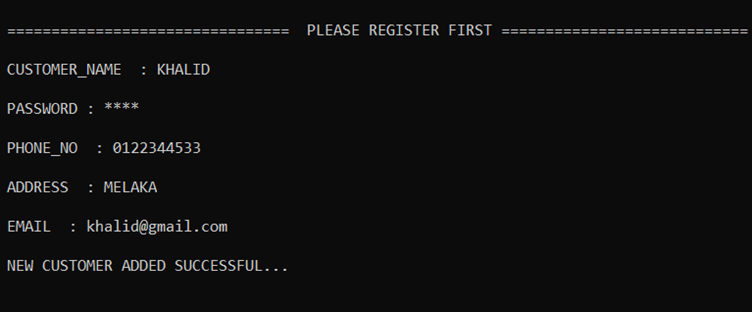 ================================  PLEASE REGISTER FIRST ============================
CUSTOMER_NAME  : KHALID
PASSWORD : ****
PHONE_NO  : 0122344533
ADDRESS  : MELAKA
EMAIL  : khalid@gmail.com
NEW CUSTOMER ADDED SUCCESSFUL...